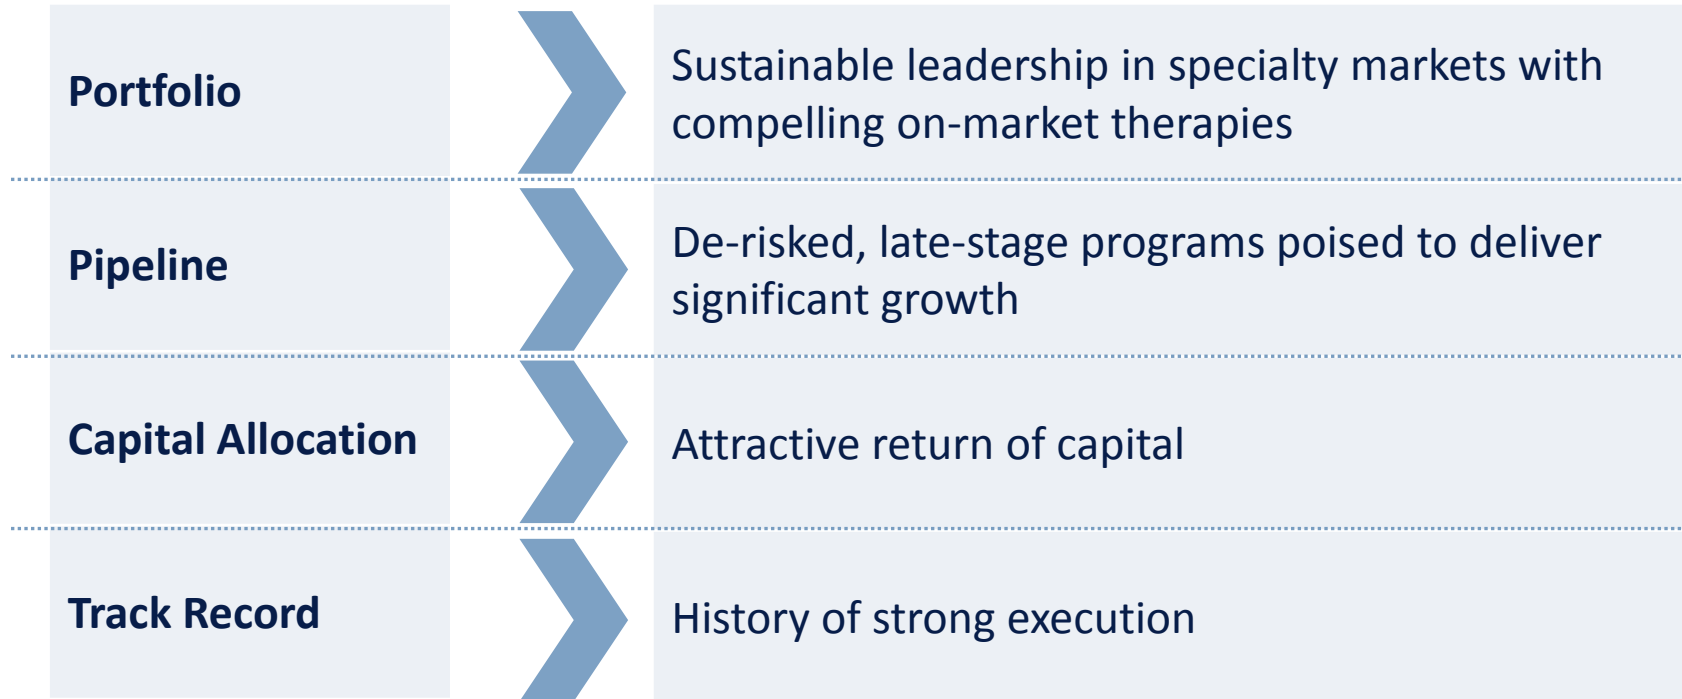 Portfolio
Sustainable leadership in specialty markets with
compelling on-market therapies
Pipeline
De-risked, late-stage programs poised to deliver
significant growth
Capital Allocation
Attractive return of capital
Track Record
History of strong execution